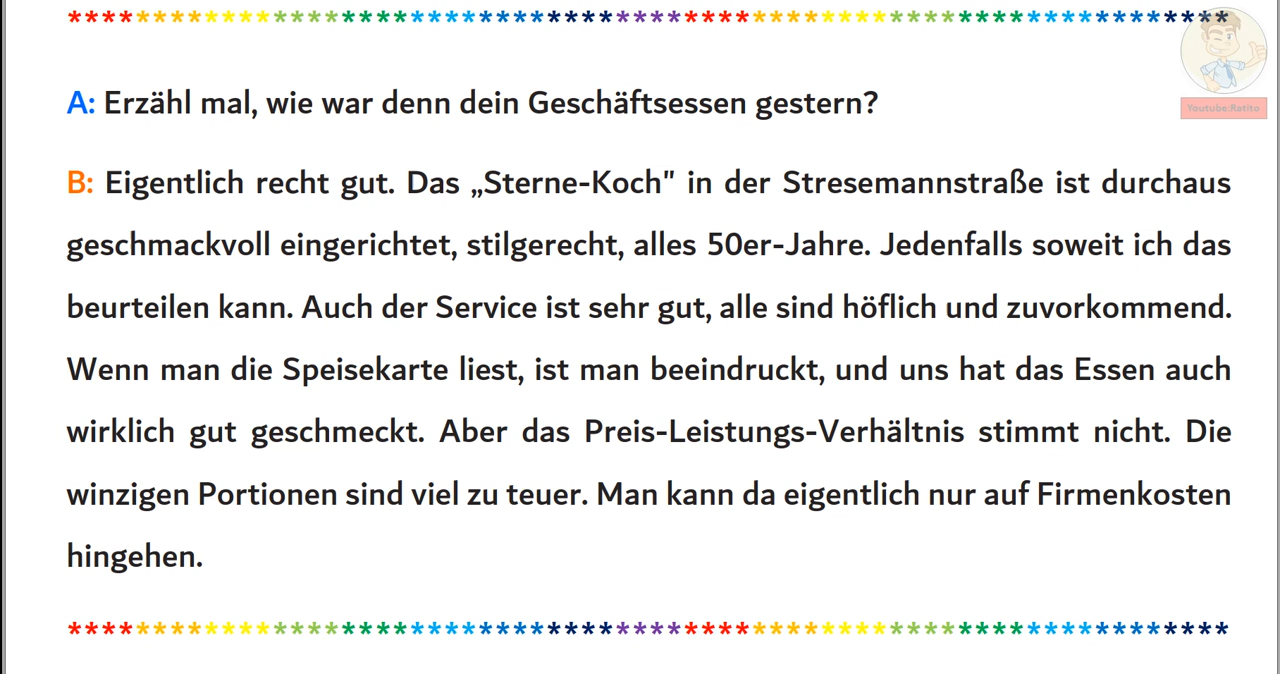 ************************************************************************
Youtube:Ratito
A: Erzähl mal, wie war denn dein Geschäftsessen gestern?
B: Eigentlich recht gut. Das „Sterne-Koch" in der Stresemannstraße ist durchaus
geschmackvoll eingerichtet, stilgerecht, alles 50er-Jahre. Jedenfalls soweit ich das
beurteilen kann. Auch der Service ist sehr gut, alle sind höflich und zuvorkommend.
Wenn man die Speisekarte liest, ist man beeindruckt, und uns hat das Essen auch
wirklich gut geschmeckt. Aber das Preis-Leistungs-Verhältnis stimmt nicht. Die
winzigen Portionen sind viel zu teuer. Man kann da eigentlich nur auf Firmenkosten
hingehen.
************************************************************************